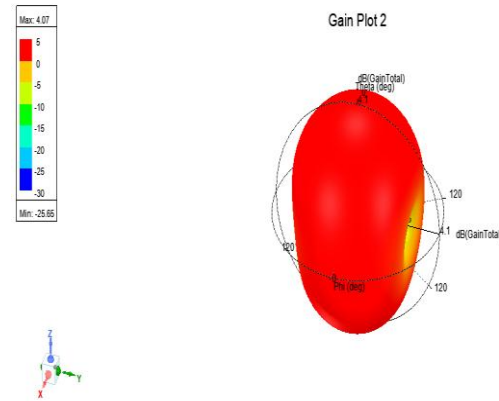 Gain Plot 2
Max: 4.07
5
0
-5
-10
-15
-20
-25
-30
Min: -25.65
dB(GainTotal)
Theta (deg)
120
4.1
dB(GainTotal
120
120
0
Phi (deg)
Z
Y
X